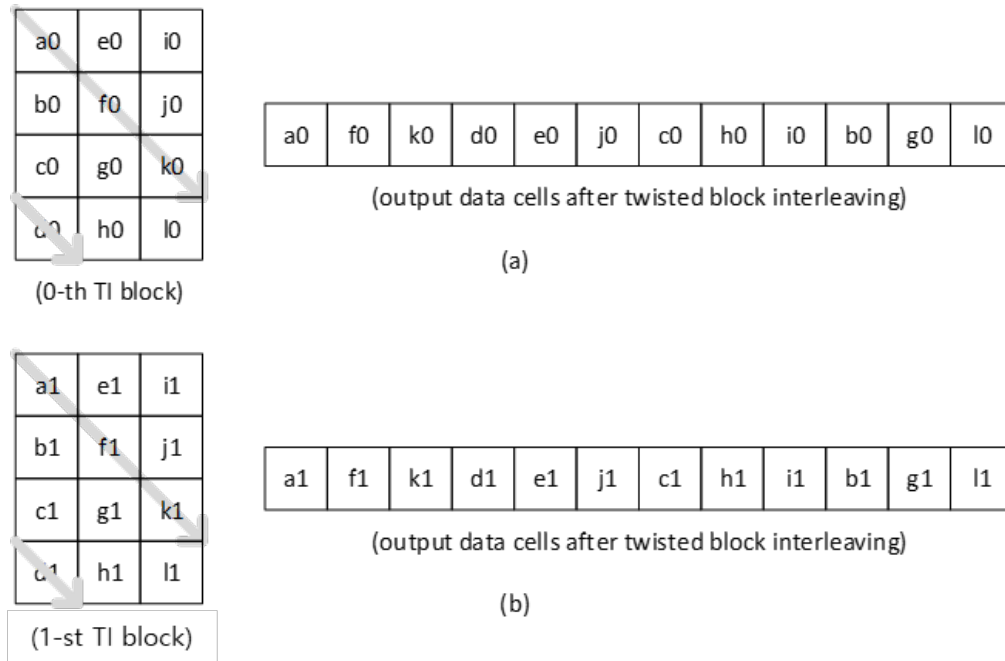 a0 e0 i0
b0 f0 j0
c0 g0 k0
d0 h0 l0
(0-th TI block)
a0 f0 k0 d0 e0 j0 c0 h0 i0 b0 g0 l0
(output data cells after twisted block interleaving)
(a)
a1 e1 i1
b1 f1 j1
c1 g1 k1
d1 h1 l1
(1-st TI block)
a1 f1 k1 d1 e1 j1 c1 h1 i1 b1 g1 l1
(output data cells after twisted block interleaving)
(b)